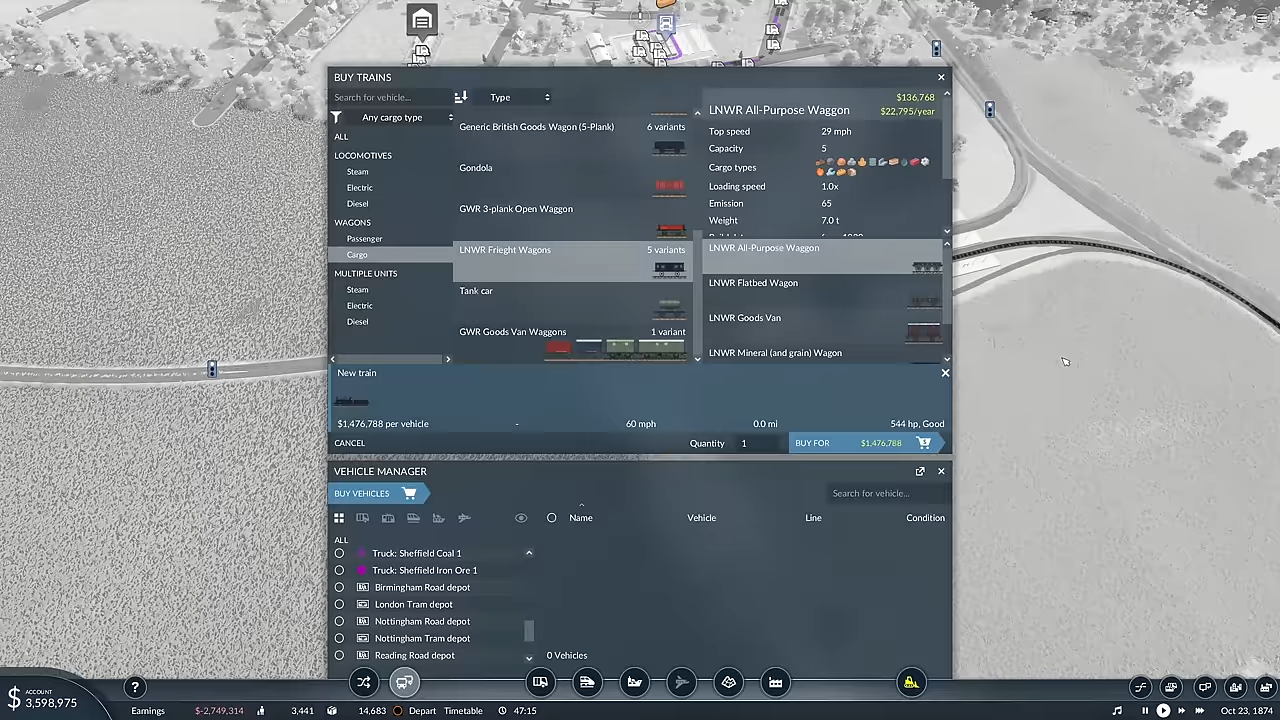 BUY TRAINS
Search for vehicle...
Type
Any cargo type
ALL
LOCOMOTIVES
Steam
Electric
Diesel
WAGONS
Passenger
Cargo
MULTIPLE UNITS
Steam
Electric
Diesel
Generic British Goods Wagon (5-Plank) 6 variants
Gondola
GWR 3-plank Open Waggon
LNWR Frieght Wagons 5 variants
Tank car
GWR Goods Van Waggons 1 variant
$136,768
LNWR All-Purpose Waggon
$22,795/year
Top speed 29 mph
Capacity 5
Cargo types
Loading speed 1.0x
Emission 65
Weight 7.0 t
LNWR All-Purpose Waggon
LNWR Flatbed Wagon
LNWR Goods Van
LNWR Mineral (and grain) Wagon
New train
$1,476,788 per vehicle - 60 mph 0.0 mi 544 hp, Good
CANCEL Quantity 1 BUY FOR $1,476,788
VEHICLE MANAGER
BUY VEHICLES
Search for vehicle...
Name Vehicle Line Condition
ALL
Truck: Sheffield Coal 1
Truck: Sheffield Iron Ore 1
Birmingham Road depot
London Tram depot
Nottingham Road depot
Nottingham Tram depot
Reading Road depot
0 Vehicles
$ ACCOUNT
3,598,975
?
Earnings $-2,749,314 3,441 14,683 Depart Timetable 47:15
Oct 23, 1874